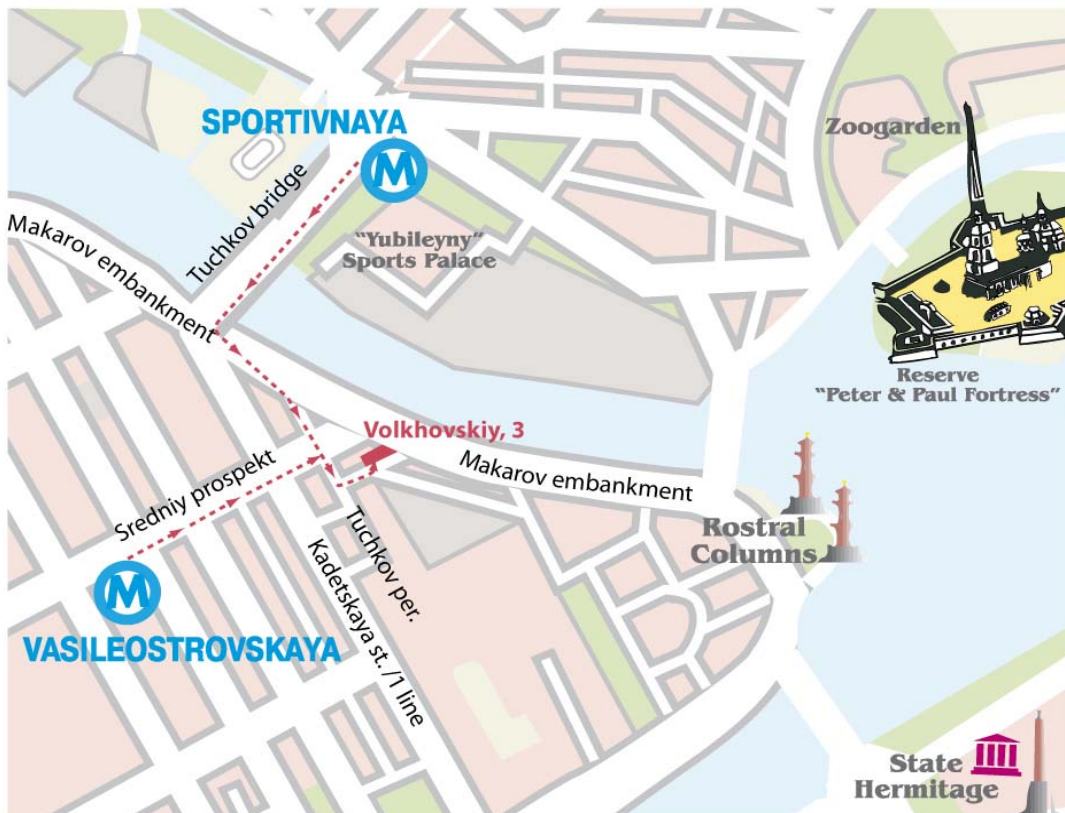 SPORTIVNAYA
M
Zoogarden
Tuchkov bridge
Makarov embankment
"Yubileyny"
Sports Palace
Reserve
"Peter & Paul Fortress"
Volkhovskiy, 3
Makarov embankment
Sredniy prospekt
Rostral
Columns
Tuchkov per.
Kadetskaya st./1 line
M
VASILEOSTROVSKAYA
State
Hermitage